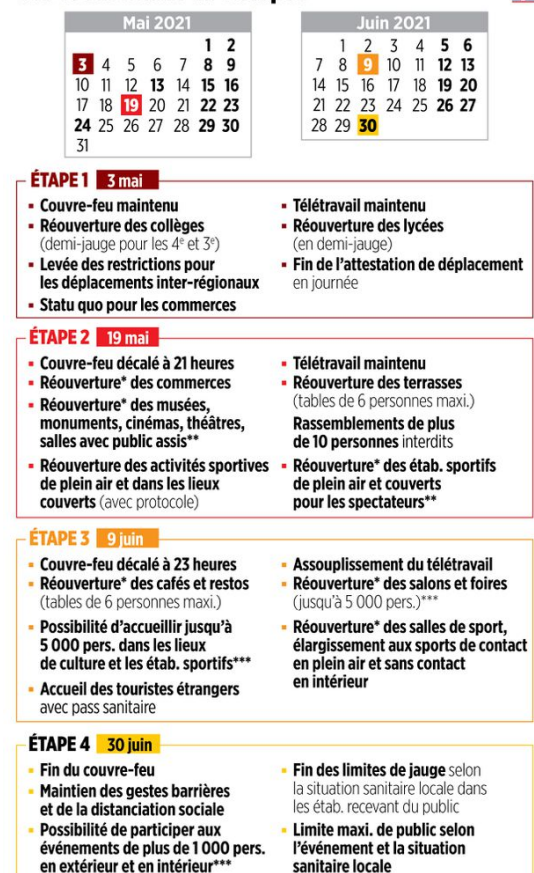 Mai 2021
1 2
3 4 5 6 7 8 9
10 11 12 13 14 15 16
17 18 19 20 21 22 23
24 25 26 27 28 29 30
31
Juin 2021
1 2 3 4 5 6
7 8 9 10 11 12 13
14 15 16 17 18 19 20
21 22 23 24 25 26 27
28 29 30
ÉTAPE 1 3 mai
▪ Couvre-feu maintenu
▪ Réouverture des collèges
(demi-jauge pour les 4e et 3e)
▪ Levée des restrictions pour
les déplacements inter-régionaux
▪ Statu quo pour les commerces
▪ Télétravail maintenu
▪ Réouverture des lycées
(en demi-jauge)
▪ Fin de l'attestation de déplacement
en journée
ÉTAPE 2 19 mai
▪ Couvre-feu décalé à 21 heures
▪ Réouverture* des commerces
▪ Réouverture* des musées,
monuments, cinémas, théâtres,
salles avec public assis**
▪ Réouverture des activités sportives
de plein air et dans les lieux
couverts (avec protocole)
▪ Télétravail maintenu
▪ Réouverture des terrasses
(tables de 6 personnes maxi.)
Rassemblements de plus
de 10 personnes interdits
▪ Réouverture* des étab. sportifs
de plein air et couverts
pour les spectateurs**
ÉTAPE 3 9 juin
▪ Couvre-feu décalé à 23 heures
▪ Réouverture* des cafés et restos
(tables de 6 personnes maxi.)
▪ Possibilité d'accueillir jusqu'à
5 000 pers. dans les lieux
de culture et les étab. sportifs***
▪ Accueil des touristes étrangers
avec pass sanitaire
▪ Assouplissement du télétravail
▪ Réouverture* des salons et foires
(jusqu'à 5 000 pers.)***
▪ Réouverture* des salles de sport,
élargissement aux sports de contact
en plein air et sans contact
en intérieur
ÉTAPE 4 30 juin
▪ Fin du couvre-feu
▪ Maintien des gestes barrières
et de la distanciation sociale
▪ Possibilité de participer aux
événements de plus de 1 000 pers.
en extérieur et en intérieur***
▪ Fin des limites de jauge selon
la situation sanitaire locale dans
les étab. recevant du public
▪ Limite maxi. de public selon
l'événement et la situation
sanitaire locale